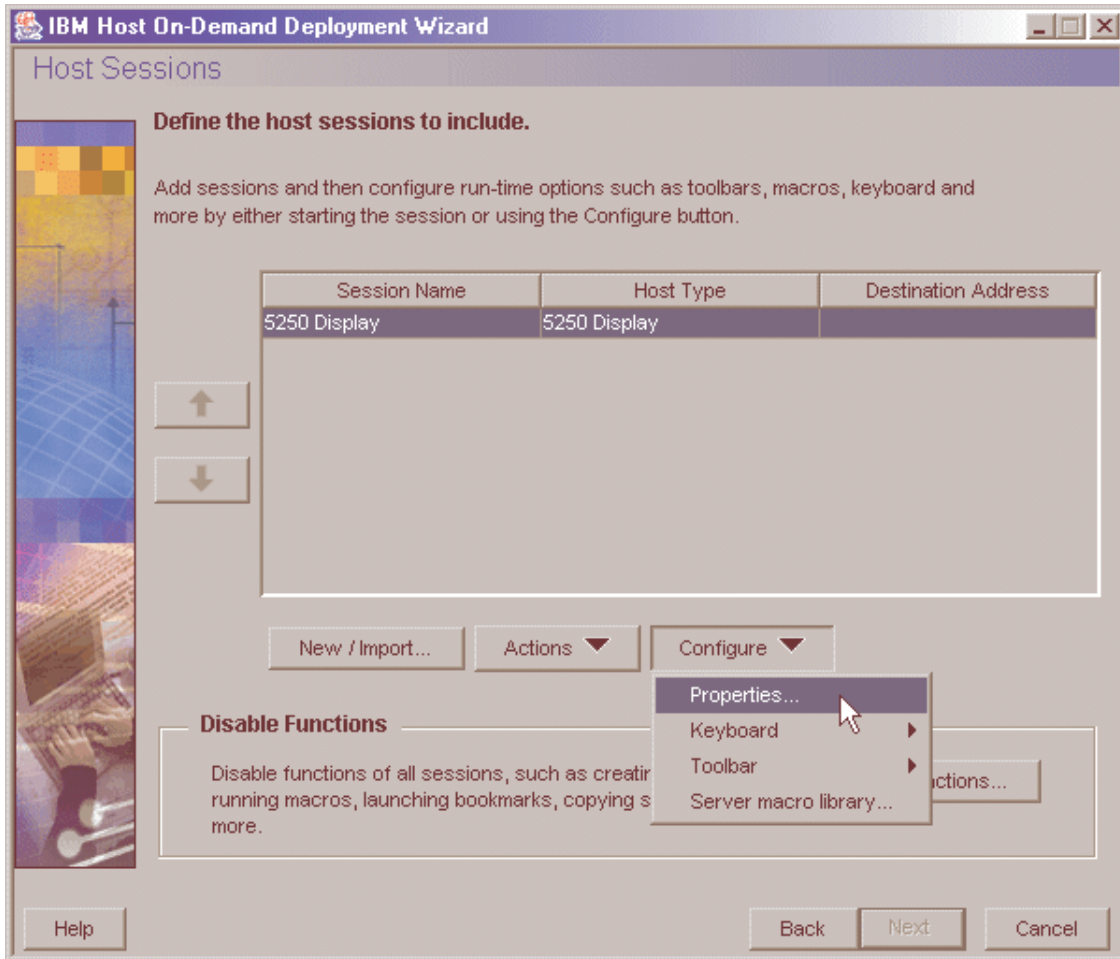 IBM Host On-Demand Deployment Wizard
Host Sessions
Define the host sessions to include.
Add sessions and then configure run-time options such as toolbars, macros, keyboard and
more by either starting the session or using the Configure button.
Session Name Host Type Destination Address
5250 Display 5250 Display
New / Import... Actions Configure
Properties...
Keyboard
Toolbar
Server macro library...
Disable Functions
Disable functions of all sessions, such as
running macros, launching bookmarks, copying
more.
Help Back Next Cancel